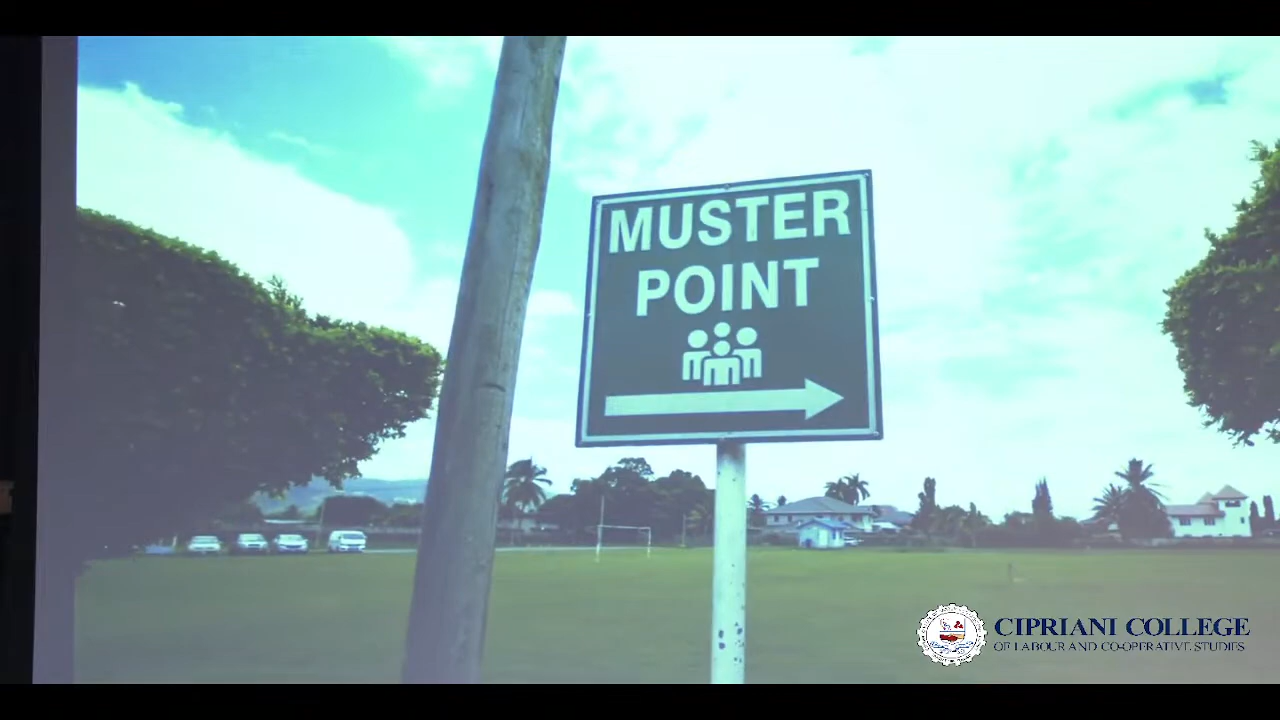 MUSTER
POINT
CIPRIANI COLLEGE
OF LABOUR AND CO-OPERATIVE STUDIES